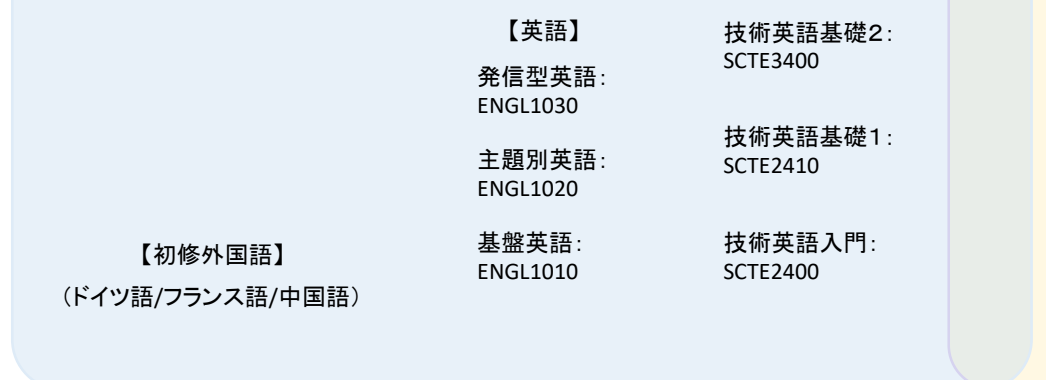 【英語】
発信型英語：
ENGL1030
主題別英語：
ENGL1020
基盤英語：
ENGL1010
技術英語基礎２：
SCTE3400
技術英語基礎１：
SCTE2410
技術英語入門：
SCTE2400
【初修外国語】
（ドイツ語/フランス語/中国語）